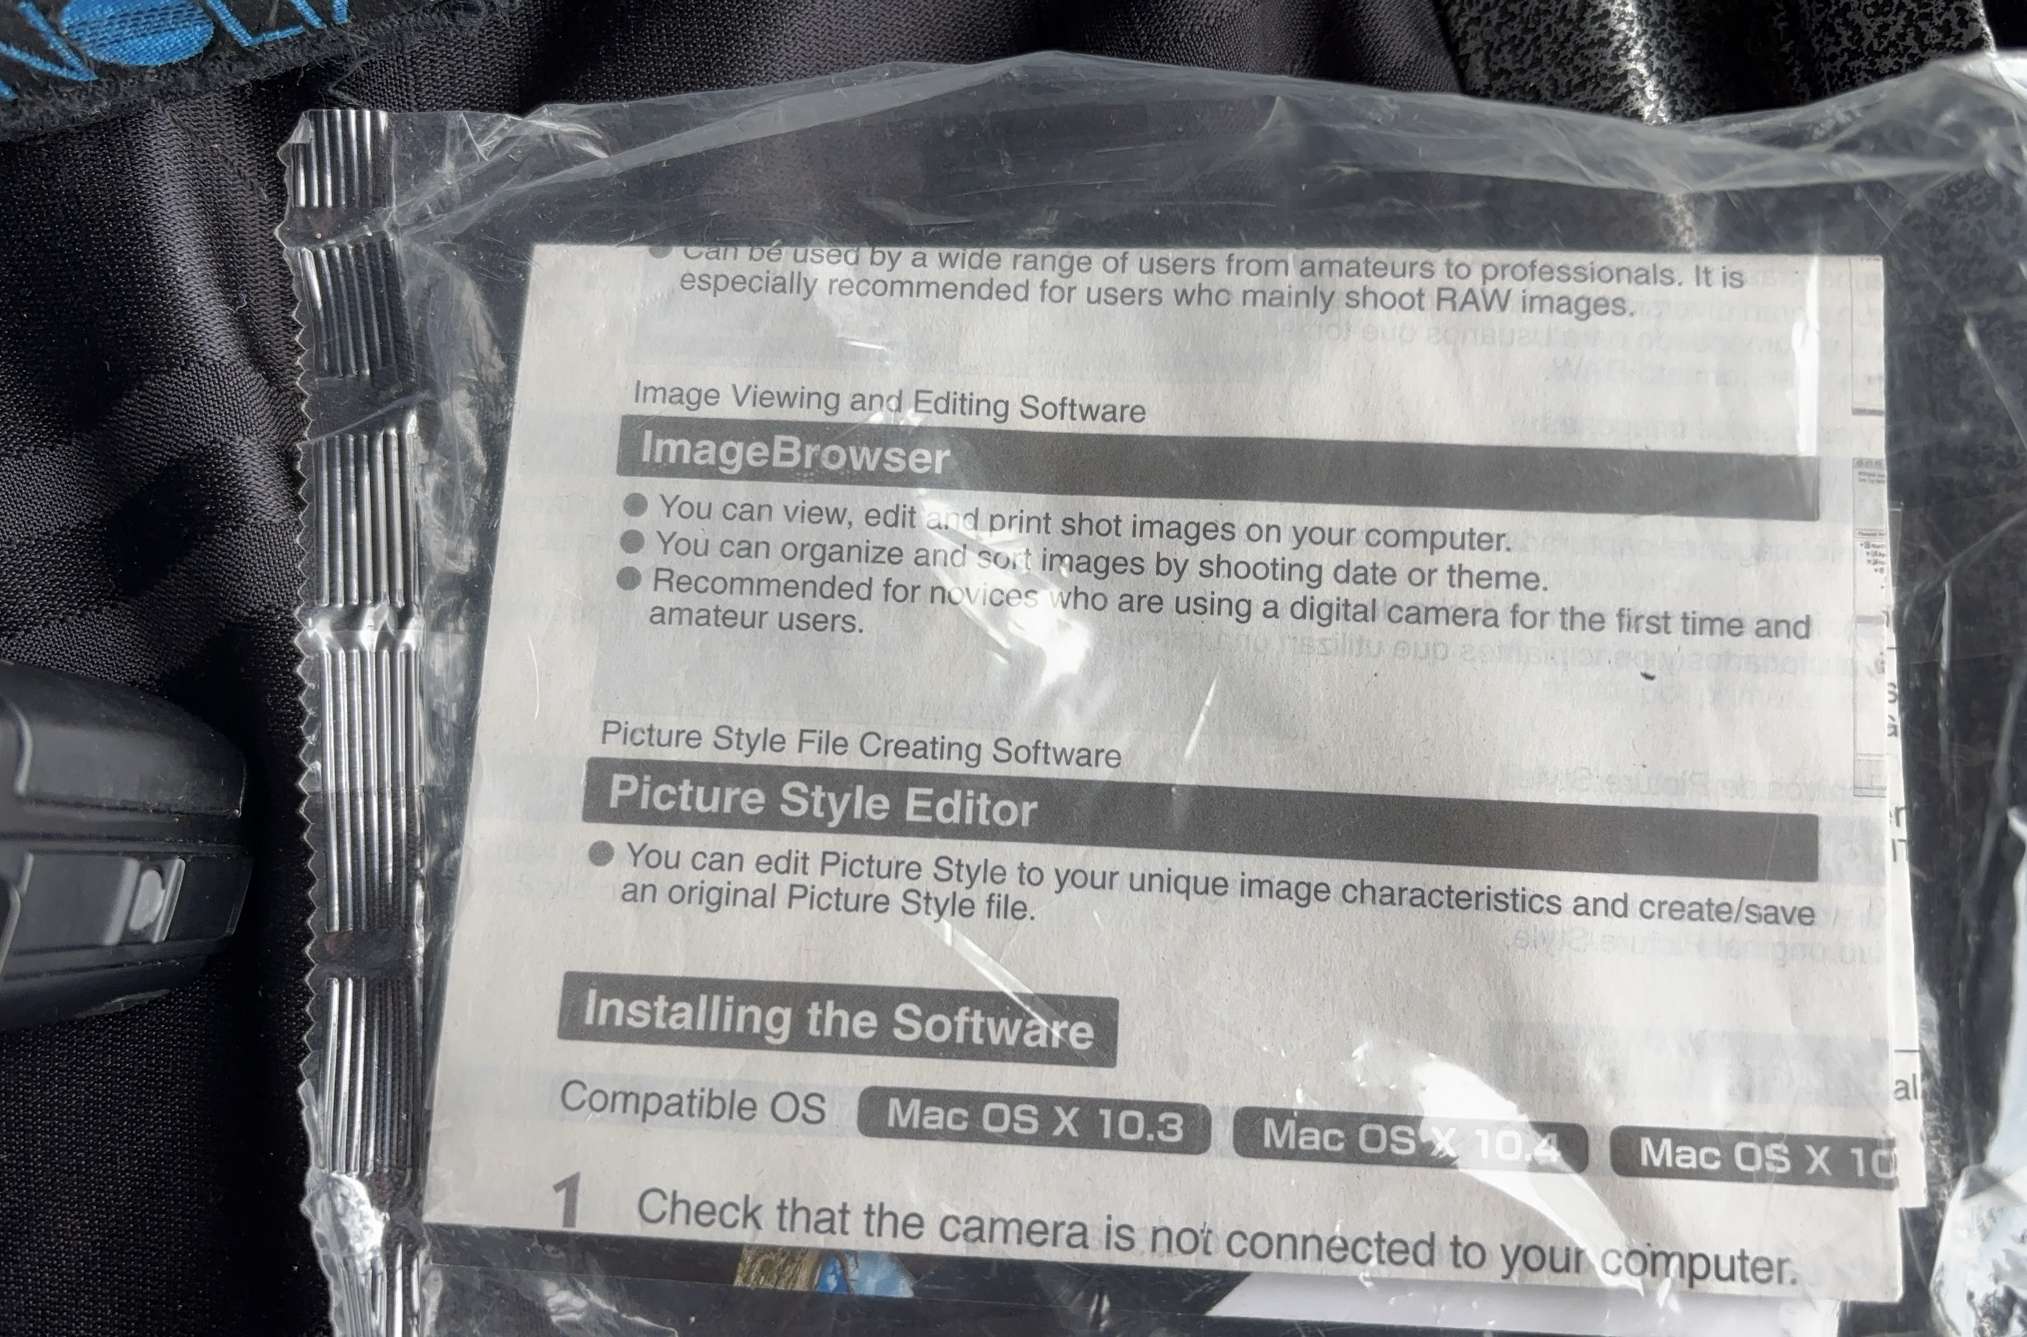 Can be used by a wide range of users from amateurs to professionals. It is
especially recommended for users who mainly shoot RAW images.
Image Viewing and Editing Software
ImageBrowser
● You can view, edit and print shot images on your computer.
● You can organize and sort images by shooting date or theme.
● Recommended for novices who are using a digital camera for the first time and
amateur users.
Picture Style File Creating Software
Picture Style Editor
● You can edit Picture Style to your unique image characteristics and create/save
an original Picture Style file.
Installing the Software
Compatible OS Mac OS X 10.3 Mac OS X 10.4 Mac OS X 10
1 Check that the camera is not connected to your computer.
al